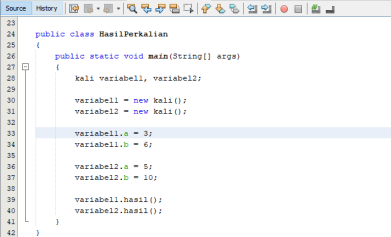 Source History
23
24 public class HasilPerkalian
25 {
26 public static void main(String[] args)
27 {
28 kali variabel1, variabel2;
29
30 variabel1 = new kali();
31 variabel2 = new kali();
32
33 variabel1.a = 3;
34 variabel1.b = 6;
35
36 variabel2.a = 5;
37 variabel2.b = 10;
38
39 variabel1.hasil();
40 variabel2.hasil();
41 }
42 }